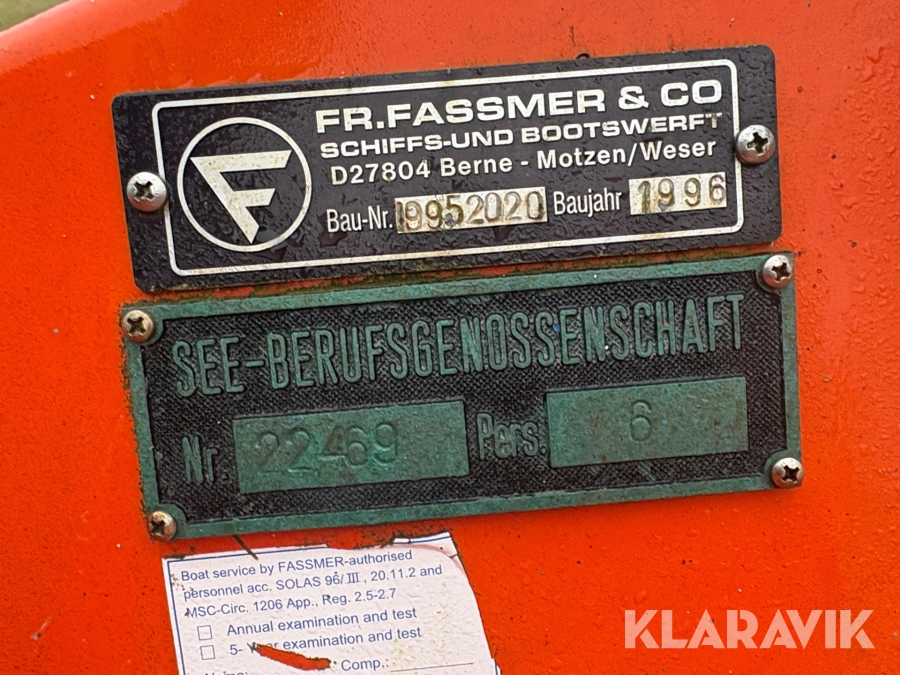 FR.FASSMER & CO
SCHIFFS-UND BOOTSWERFT
D27804 Berne - Motzen/Weser
Bau-Nr. 9952020 Baujahr 1996
SEE-BERUFSGENOSSENSCHAFT
Nr. 22469 Pers. 6
Boat service by FASSMER-authorised
personnel acc. SOLAS 96/III, 20.11.2 and
MSC-Circ. 1206 App., Reg. 2.5-2.7
Annual examination and test
5-Year examination and test
Comp.:
KLARAVIK